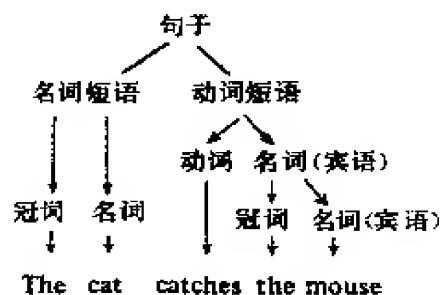 句子
名词短语 动词短语
动词 名词(宾语)
冠词 名词 冠词 名词(宾语)
The cat catches the mouse